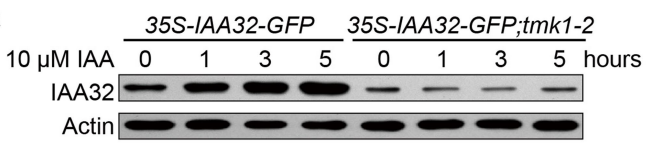 35S-IAA32-GFP 35S-IAA32-GFP;tmk1-2
10 µM IAA 0 1 3 5 0 1 3 5 hours
IAA32
Actin